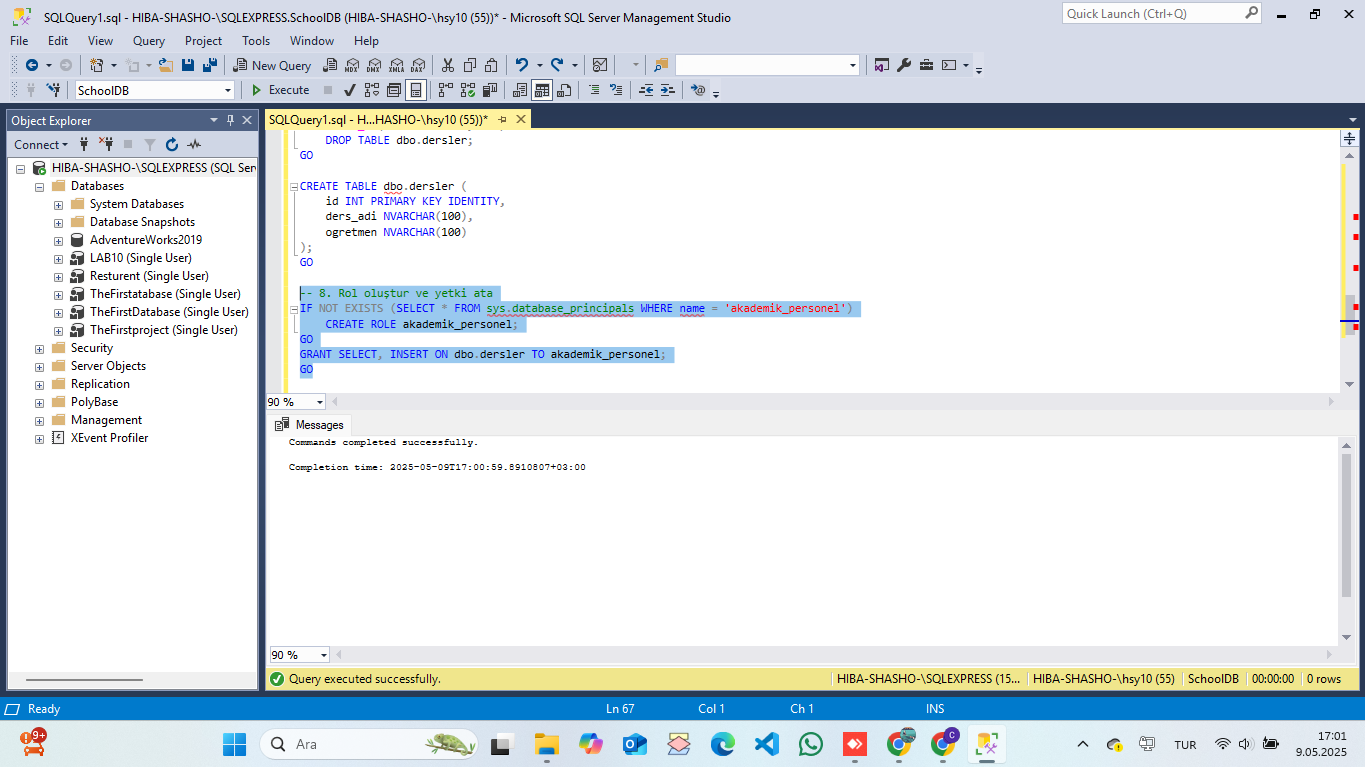 SQLQuery1.sql - HIBA-SHASHO-\SQLEXPRESS.SchoolDB (HIBA-SHASHO-\hsy10 (55))* - Microsoft SQL Server Management Studio
Quick Launch (Ctrl+Q)
File Edit View Query Project Tools Window Help
New Query
MDX DMX XMLA DAX
SchoolDB
Execute
Object Explorer
Connect
HIBA-SHASHO-\SQLEXPRESS (SQL Ser
Databases
System Databases
Database Snapshots
AdventureWorks2019
LAB10 (Single User)
Resturent (Single User)
TheFirstatabase (Single User)
TheFirstDatabase (Single User)
TheFirstproject (Single User)
Security
Server Objects
Replication
PolyBase
Management
XEvent Profiler
SQLQuery1.sql - H...HASHO-\hsy10 (55))*
DROP TABLE dbo.dersler;
GO
CREATE TABLE dbo.dersler (
id INT PRIMARY KEY IDENTITY,
ders_adi NVARCHAR(100),
ogretmen NVARCHAR(100)
);
GO
-- 8. Rol oluştur ve yetki ata
IF NOT EXISTS (SELECT * FROM sys.database_principals WHERE name = 'akademik_personel')
CREATE ROLE akademik_personel;
GO
GRANT SELECT, INSERT ON dbo.dersler TO akademik_personel;
GO
90 %
Messages
Commands completed successfully.
Completion time: 2025-05-09T17:00:59.8910807+03:00
90 %
Query executed successfully.
HIBA-SHASHO-\SQLEXPRESS (15... HIBA-SHASHO-\hsy10 (55) SchoolDB 00:00:00 0 rows
Ready
Ln 67 Col 1 Ch 1 INS
9+
Ara
C
TUR
17:01
9.05.2025